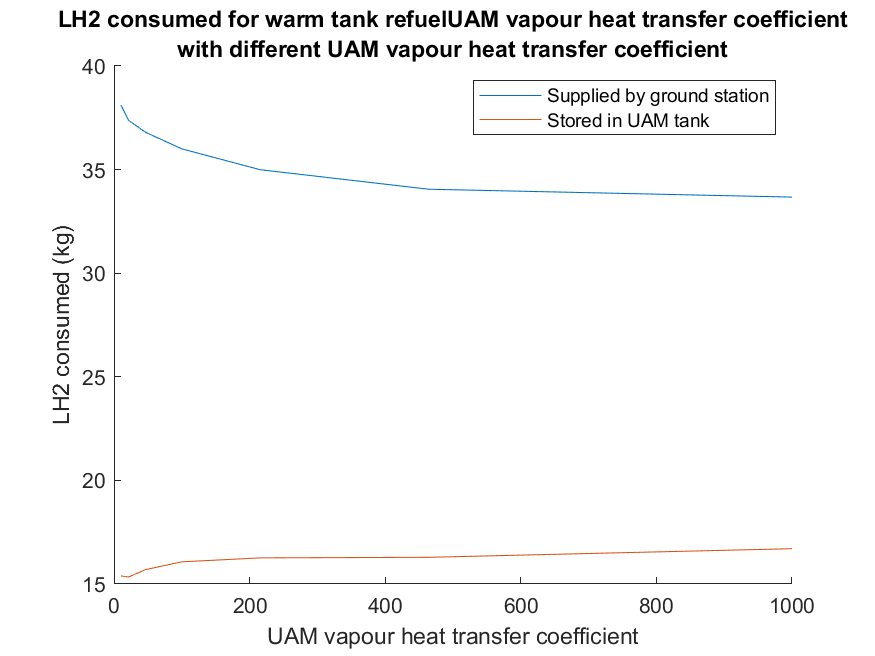 LH2 consumed for warm tank refuelUAM vapour heat transfer coefficient
with different UAM vapour heat transfer coefficient
40
Supplied by ground station
Stored in UAM tank
35
30
25
20
15
LH2 consumed (kg)
0 200 400 600 800 1000
UAM vapour heat transfer coefficient